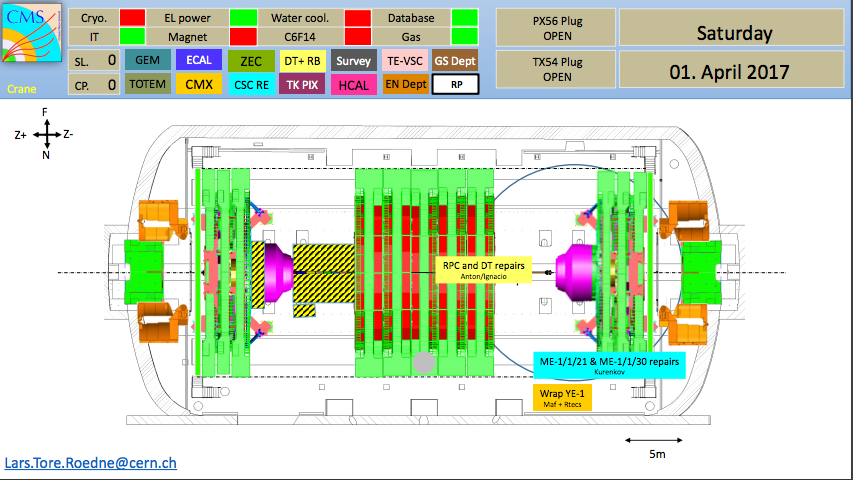 CMS
Crane
Cryo.
EL power
Water cool.
Database
IT
Magnet
C6F14
Gas
SL. 0
GEM
ECAL
ZEC
DT+ RB
Survey
TE-VSC
GS Dept
CP. 0
TOTEM
CMX
CSC RE
TK PIX
HCAL
EN Dept
RP
PX56 Plug
OPEN
TX54 Plug
OPEN
Saturday
01. April 2017
F
Z+ Z-
N
RPC and DT repairs
Anton/Ignacio
ME-1/1/21 & ME-1/1/30 repairs
Kurenkov
Wrap YE-1
Maf + Rtecs
5m
Lars.Tore.Roedne@cern.ch